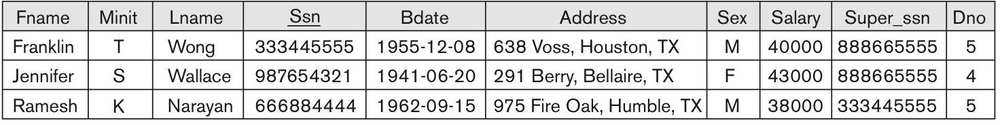 Fname Minit Lname Ssn Bdate Address Sex Salary Super_ssn Dno
Franklin T Wong 333445555 1955-12-08 638 Voss, Houston, TX M 40000 888665555 5
Jennifer S Wallace 987654321 1941-06-20 291 Berry, Bellaire, TX F 43000 888665555 4
Ramesh K Narayan 666884444 1962-09-15 975 Fire Oak, Humble, TX M 38000 333445555 5